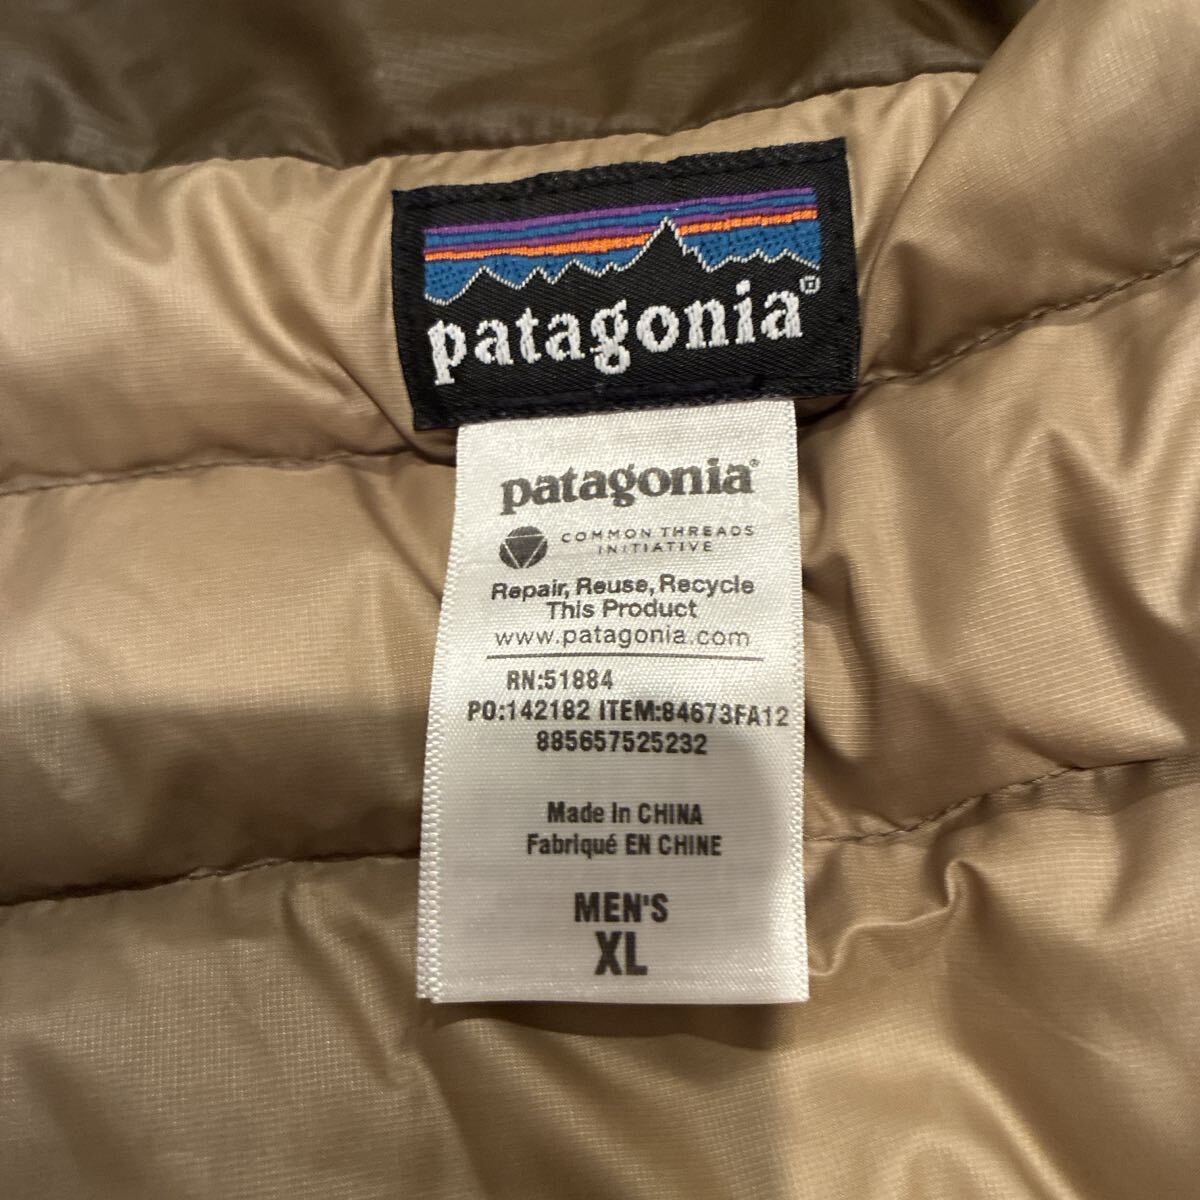 patagonia®
patagonia®
COMMON THREADS
INITIATIVE
Repair, Reuse, Recycle
This Product
www.patagonia.com
RN:51884
PO:142182 ITEM:84673FA12
885657525232
Made In CHINA
Fabriqué EN CHINE
MEN'S
XL